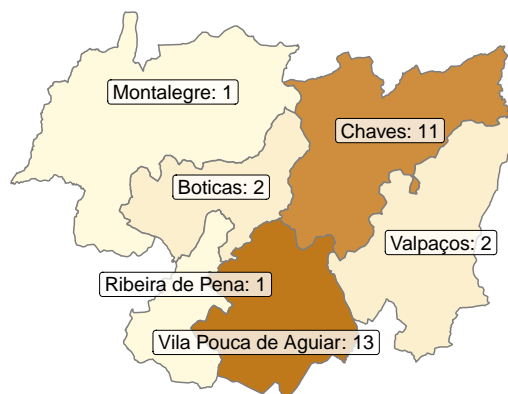 Montalegre: 1
Chaves: 11
Boticas: 2
Valpaços: 2
Ribeira de Pena: 1
Vila Pouca de Aguiar: 13